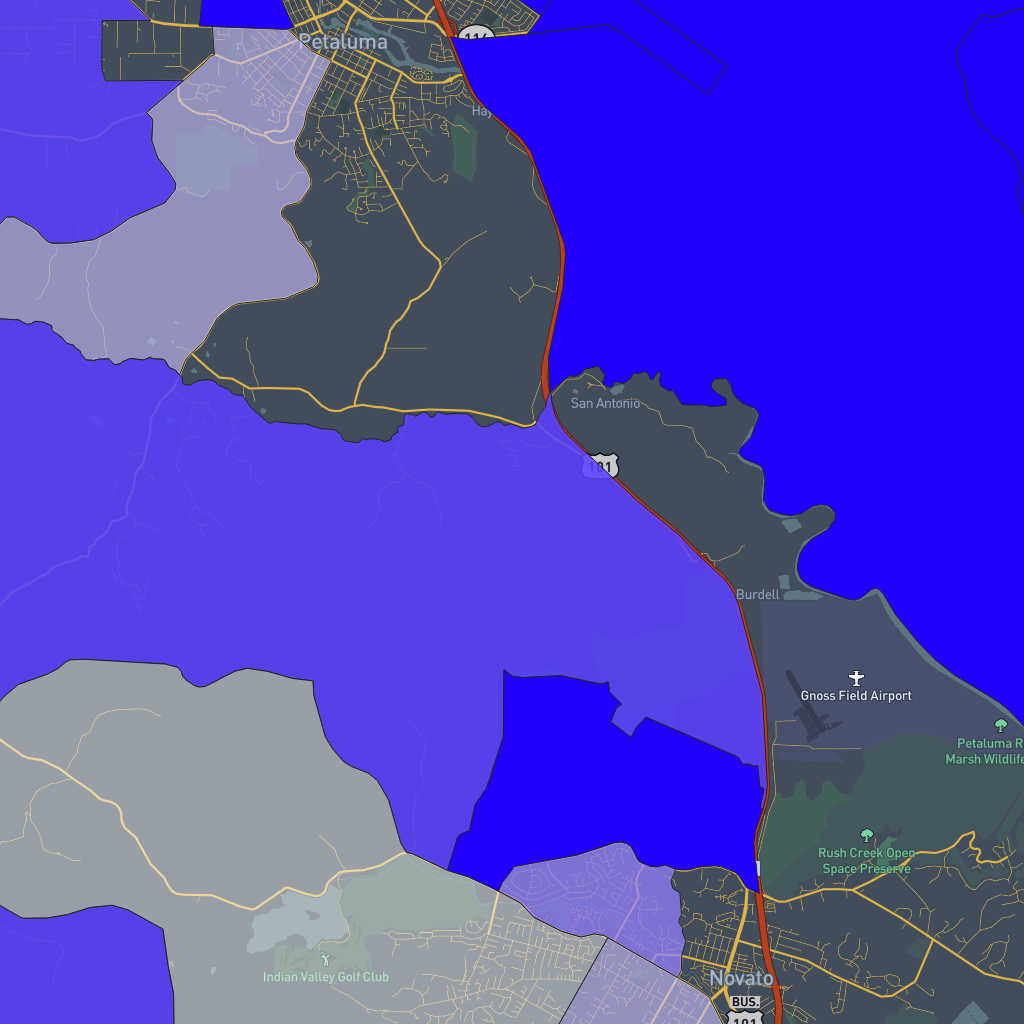 Petaluma
116
Hay
San Antonio
101
Burdell
Gnoss Field Airport
Petaluma R
Marsh Wildlife
Rush Creek Open
Space Preserve
Indian Valley Golf Club
Novato
BUS.
101